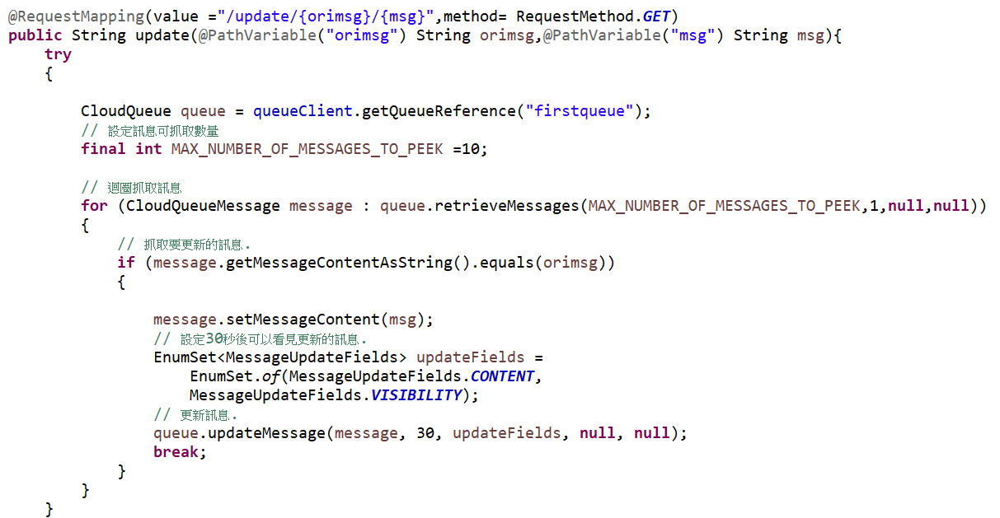 @RequestMapping(value ="/update/{orimsg}/{msg}",method= RequestMethod.GET)
public String update(@PathVariable("orimsg") String orimsg,@PathVariable("msg") String msg){
try
{
CloudQueue queue = queueClient.getQueueReference("firstqueue");
// 設定訊息可抓取數量
final int MAX_NUMBER_OF_MESSAGES_TO_PEEK =10;
// 迴圈抓取訊息
for (CloudQueueMessage message : queue.retrieveMessages(MAX_NUMBER_OF_MESSAGES_TO_PEEK,1,null,null))
{
// 抓取要更新的訊息.
if (message.getMessageContentAsString().equals(orimsg))
{
message.setMessageContent(msg);
// 設定30秒後可以看見更新的訊息.
EnumSet<MessageUpdateFields> updateFields =
EnumSet.of(MessageUpdateFields.CONTENT,
MessageUpdateFields.VISIBILITY);
// 更新訊息.
queue.updateMessage(message, 30, updateFields, null, null);
break;
}
}
}